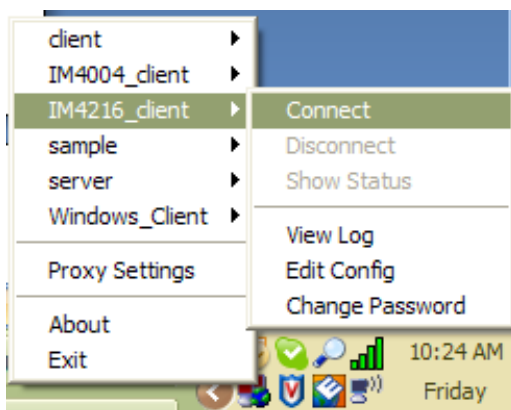 client
IM4004_client
IM4216_client
sample
server
Windows_Client
Proxy Settings
About
Exit
Connect
Disconnect
Show Status
View Log
Edit Config
Change Password
10:24 AM
Friday